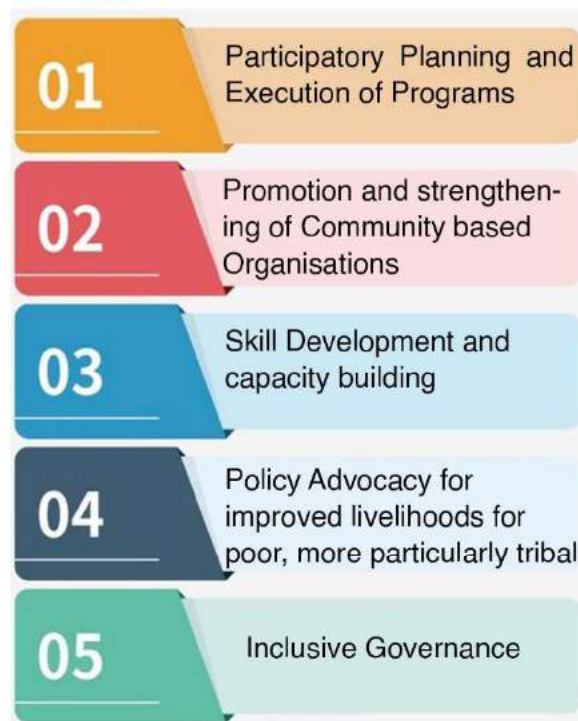 01
Participatory Planning and
Execution of Programs
02
Promotion and strengthen-
ing of Community based
Organisations
03
Skill Development and
capacity building
04
Policy Advocacy for
improved livelihoods for
poor, more particularly tribal
05
Inclusive Governance